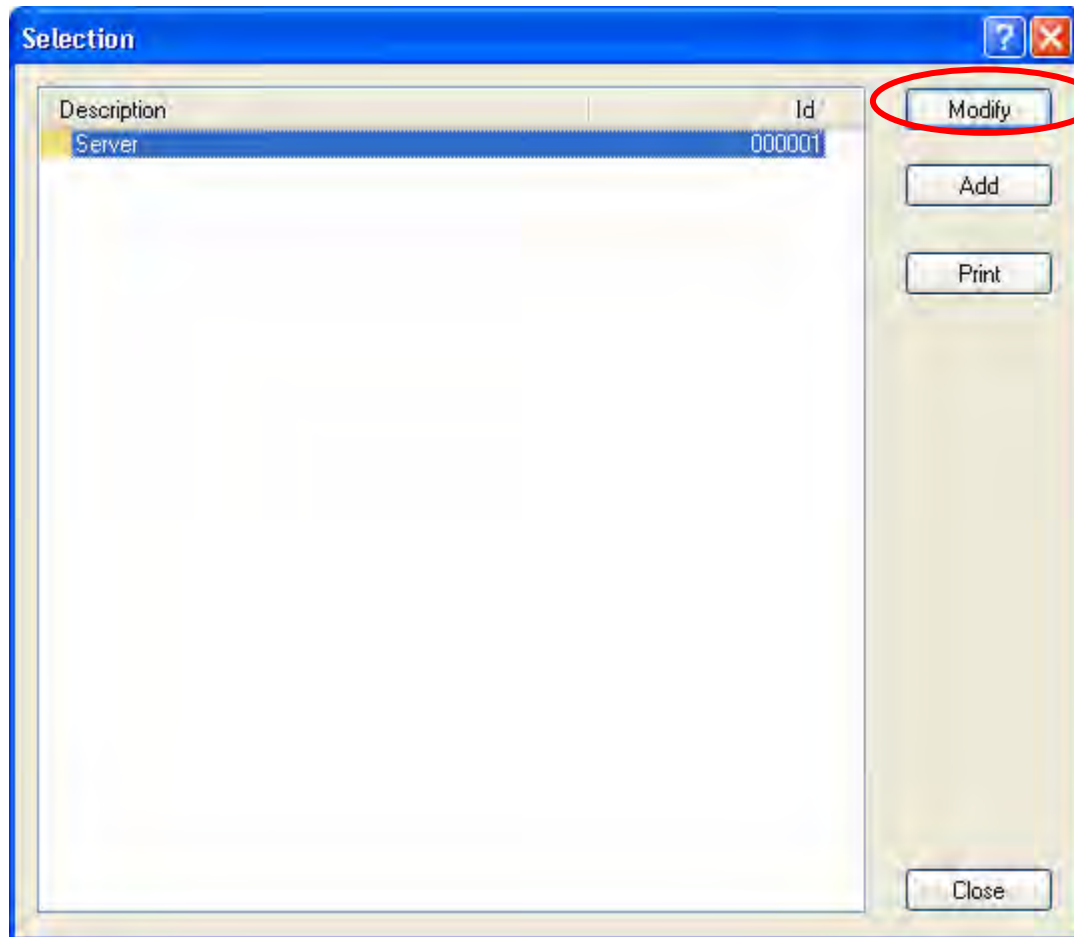 Selection
Description Id Modify
Server 000001
Add
Print
Close